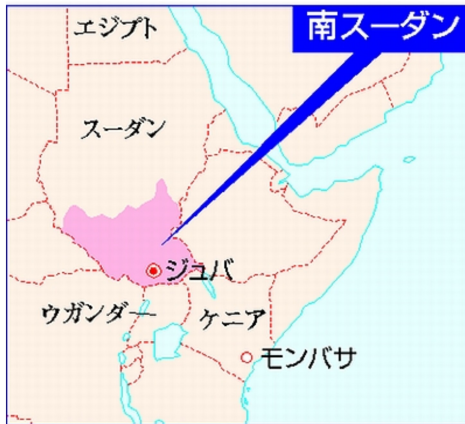 エジプト
南スーダン
スーダン
ジュバ
ウガンダ
ケニア
モンバサ